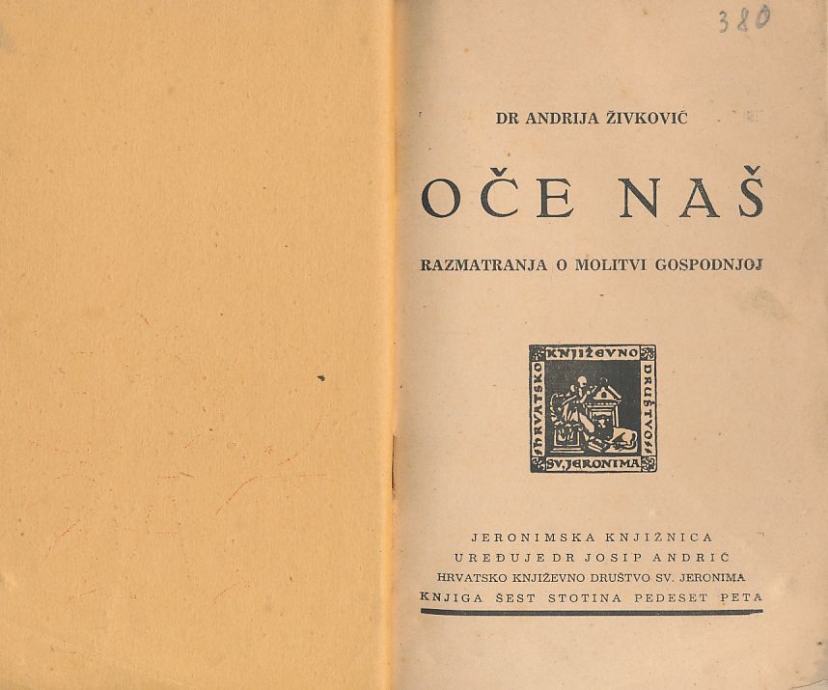 380
DR ANDRIJA ŽIVKOVIĆ
OČE NAŠ
RAZMATRANJA O MOLITVI GOSPODNJOJ
HRVATSKO
KNJIŽEVNO
DRUŠTVO
SV. JERONIMA
JERONIMSKA KNJIŽNICA
UREĐUJE DR JOSIP ANDRIĆ
HRVATSKO KNJIŽEVNO DRUŠTVO SV. JERONIMA
KNJIGA ŠEST STOTINA PEDESET PETA